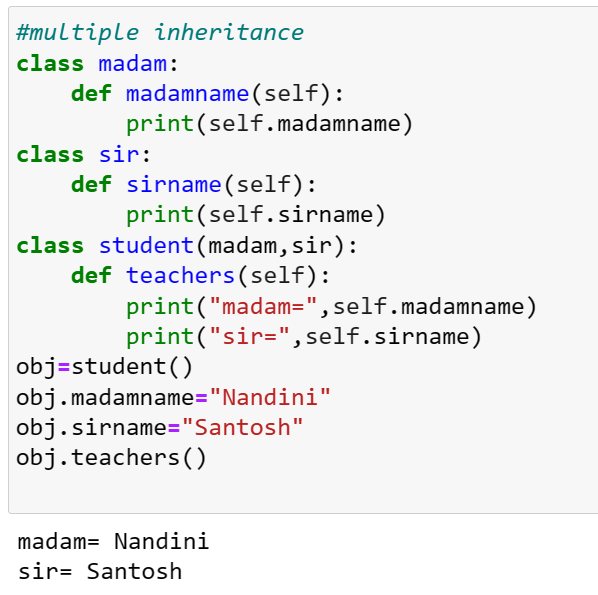 #multiple inheritance
class madam:
    def madamname(self):
        print(self.madamname)
class sir:
    def sirname(self):
        print(self.sirname)
class student(madam,sir):
    def teachers(self):
        print("madam=",self.madamname)
        print("sir=",self.sirname)
obj=student()
obj.madamname="Nandini"
obj.sirname="Santosh"
obj.teachers()
madam= Nandini
sir= Santosh